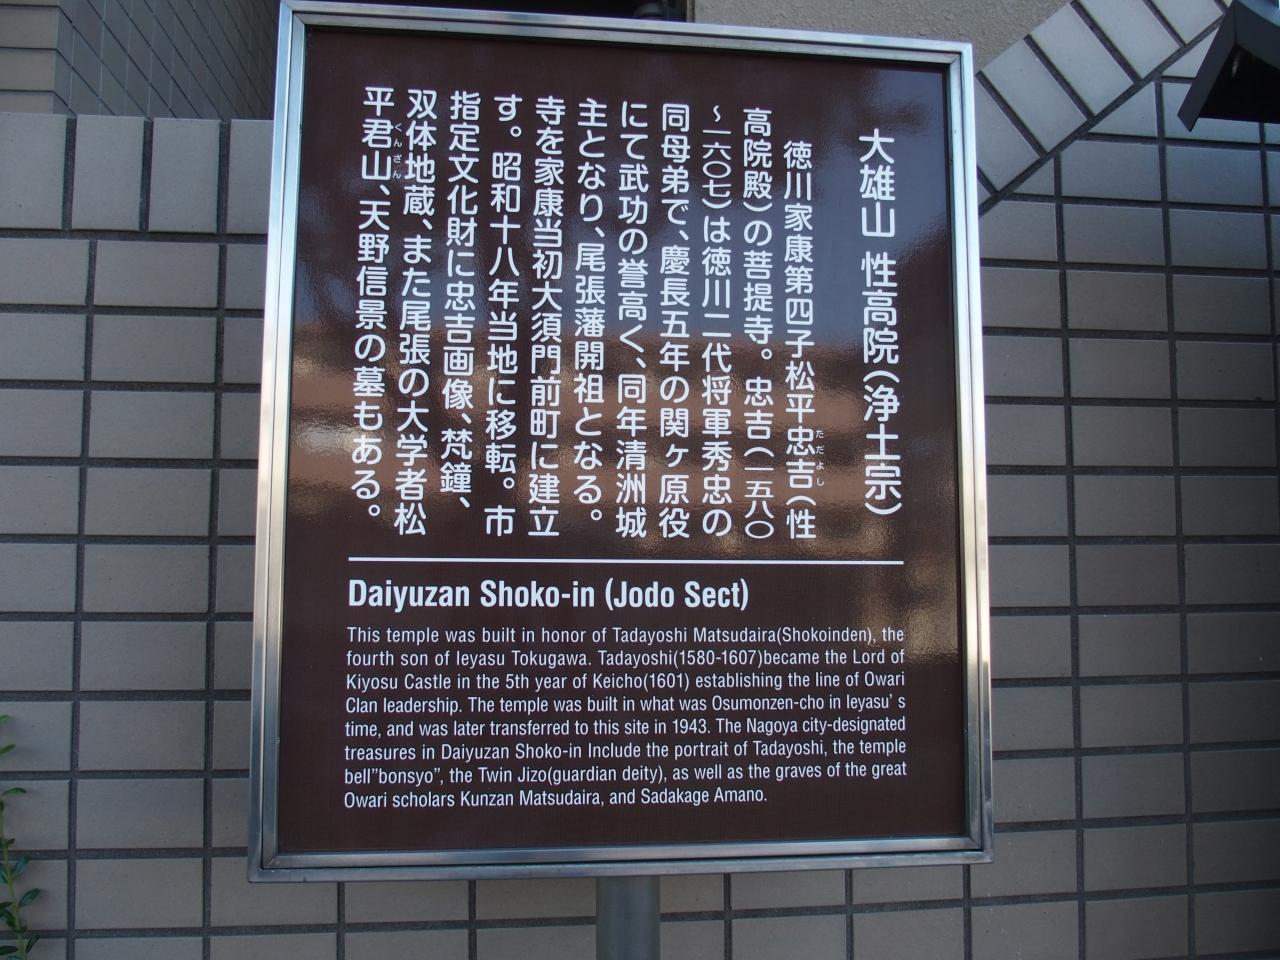 大雄山 性高院(浄土宗)
徳川家康第四子松平忠吉(性
ただよし
高院殿)の菩提寺。忠吉(一五八〇
~一六〇七)は徳川二代将軍秀忠の
同母弟で、慶長五年の関ヶ原役
にて武功の誉高く、同年清洲城
主となり、尾張藩開祖となる。
寺を家康当初大須門前町に建立
す。昭和十八年当地に移転。市
指定文化財に忠吉画像、梵鐘、
双体地蔵、また尾張の大学者松
平君山、天野信景の墓もある。
くんざん
Daiyuzan Shoko-in (Jodo Sect)
This temple was built in honor of Tadayoshi Matsudaira(Shokoinden), the
fourth son of Ieyasu Tokugawa. Tadayoshi(1580-1607)became the Lord of
Kiyosu Castle in the 5th year of Keicho(1601) establishing the line of Owari
Clan leadership. The temple was built in what was Osumonzen-cho in Ieyasu's
time, and was later transferred to this site in 1943. The Nagoya city-designated
treasures in Daiyuzan Shoko-in Include the portrait of Tadayoshi, the temple
bell"bonsyo", the Twin Jizo(guardian deity), as well as the graves of the great
Owari scholars Kunzan Matsudaira, and Sadakage Amano.